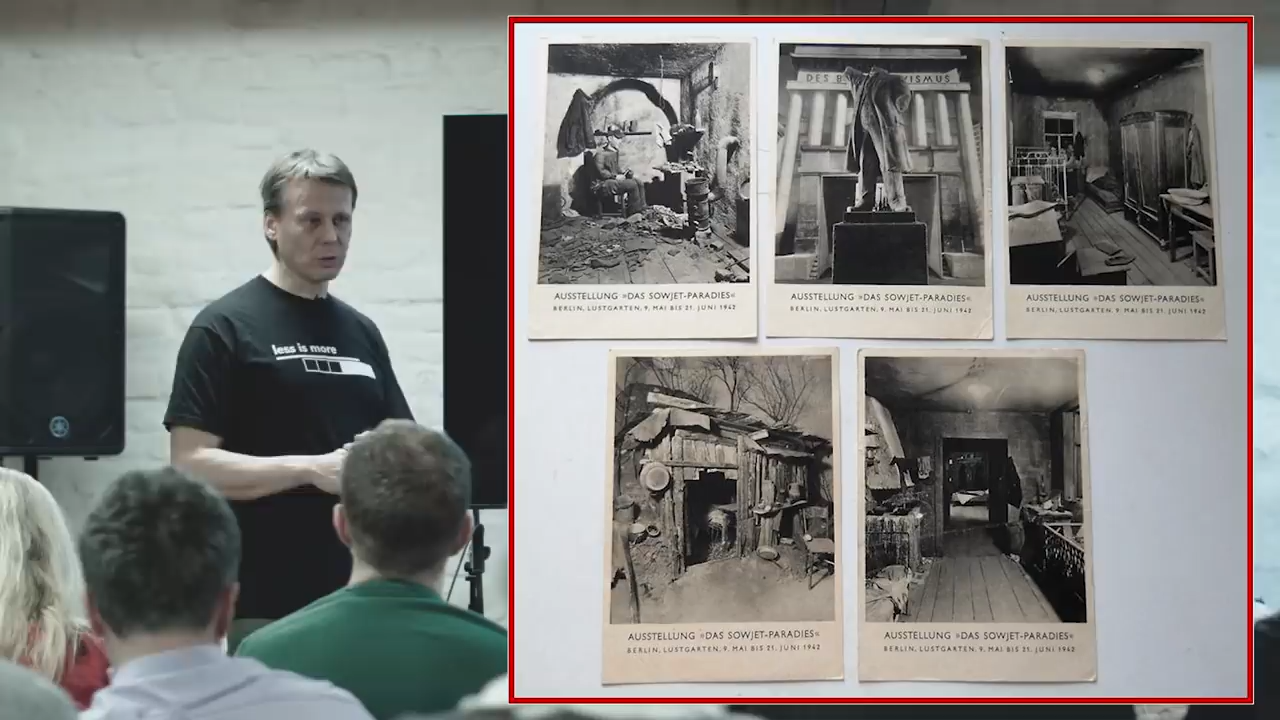 less is more
AUSSTELLUNG »DAS SOWJET-PARADIES«
BERLIN, LUSTGARTEN, 9. MAI BIS 21. JUNI 1942
DES B
WISMUS
AUSSTELLUNG »DAS SOWJET-PARADIES«
BERLIN, LUSTGARTEN, 9. MAI BIS 21. JUNI 1942
AUSSTELLUNG »DAS SOWJET-PARADIES«
BERLIN, LUSTGARTEN, 9. MAI BIS 21. JUNI 1942
AUSSTELLUNG »DAS SOWJET-PARADIES«
BERLIN, LUSTGARTEN, 9. MAI BIS 21. JUNI 1942
AUSSTELLUNG »DAS SOWJET-PARADIES«
BERLIN, LUSTGARTEN, 9. MAI BIS 21. JUNI 1942